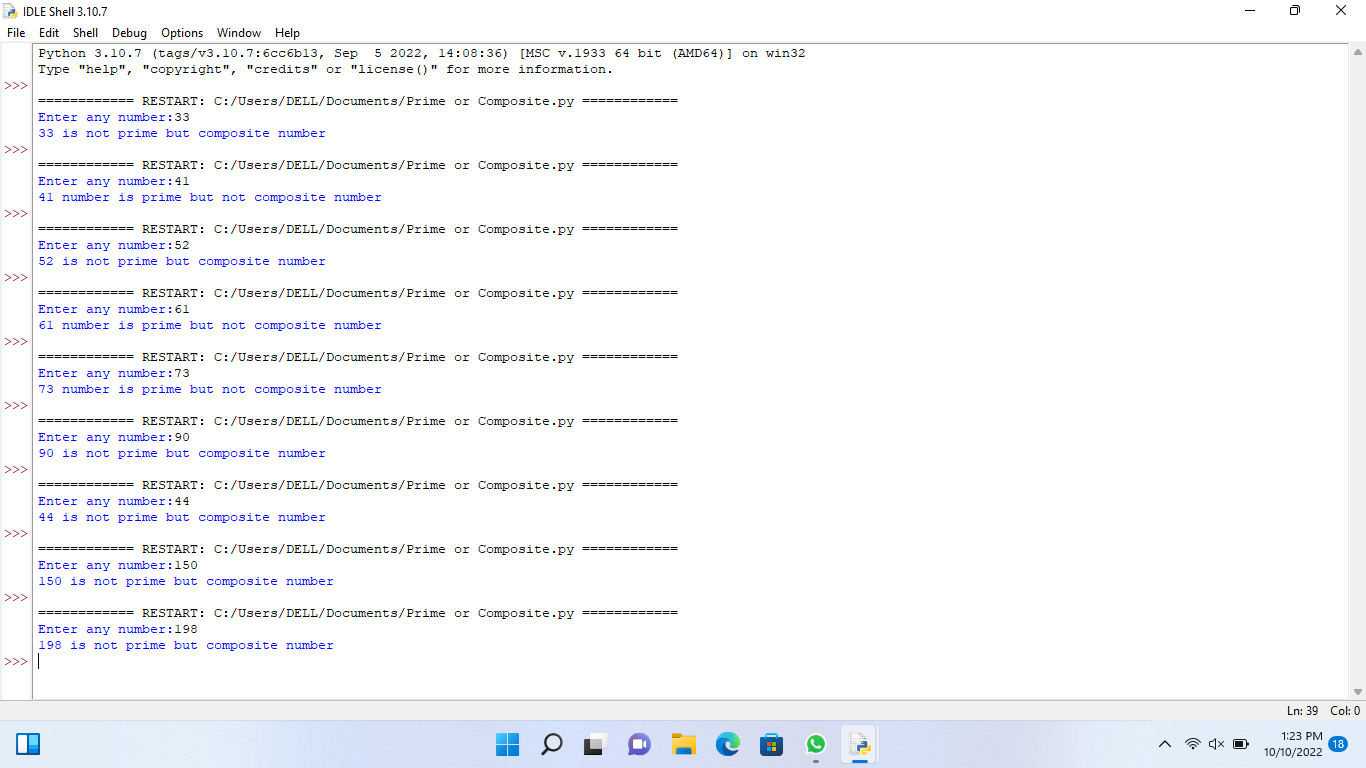 IDLE Shell 3.10.7
File Edit Shell Debug Options Window Help
Python 3.10.7 (tags/v3.10.7:6cc6b13, Sep  5 2022, 14:08:36) [MSC v.1933 64 bit (AMD64)] on win32
Type "help", "copyright", "credits" or "license()" for more information.
>>>
============ RESTART: C:/Users/DELL/Documents/Prime or Composite.py ============
Enter any number:33
33 is not prime but composite number
>>>
============ RESTART: C:/Users/DELL/Documents/Prime or Composite.py ============
Enter any number:41
41 number is prime but not composite number
>>>
============ RESTART: C:/Users/DELL/Documents/Prime or Composite.py ============
Enter any number:52
52 is not prime but composite number
>>>
============ RESTART: C:/Users/DELL/Documents/Prime or Composite.py ============
Enter any number:61
61 number is prime but not composite number
>>>
============ RESTART: C:/Users/DELL/Documents/Prime or Composite.py ============
Enter any number:73
73 number is prime but not composite number
>>>
============ RESTART: C:/Users/DELL/Documents/Prime or Composite.py ============
Enter any number:90
90 is not prime but composite number
>>>
============ RESTART: C:/Users/DELL/Documents/Prime or Composite.py ============
Enter any number:44
44 is not prime but composite number
>>>
============ RESTART: C:/Users/DELL/Documents/Prime or Composite.py ============
Enter any number:150
150 is not prime but composite number
>>>
============ RESTART: C:/Users/DELL/Documents/Prime or Composite.py ============
Enter any number:198
198 is not prime but composite number
>>>
Ln: 39 Col: 0
1:23 PM
10/10/2022
18